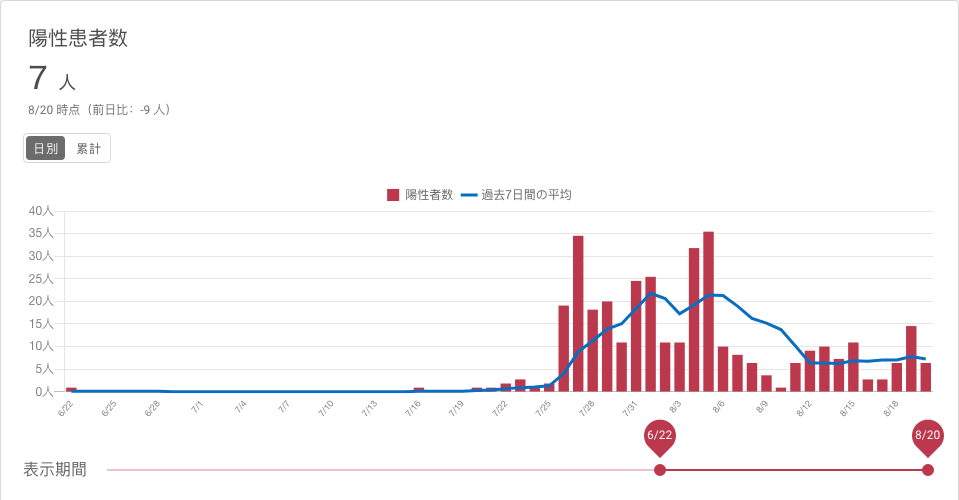 陽性患者数
7 人
8/20 時点（前日比：-9 人）
日別 累計
陽性者数 過去7日間の平均
40人
35人
30人
25人
20人
15人
10人
5人
0人
6/22 6/25 6/28 7/1 7/4 7/7 7/10 7/13 7/16 7/19 7/22 7/25 7/28 7/31 8/3 8/6 8/9 8/12 8/15 8/18
6/22 8/20
表示期間